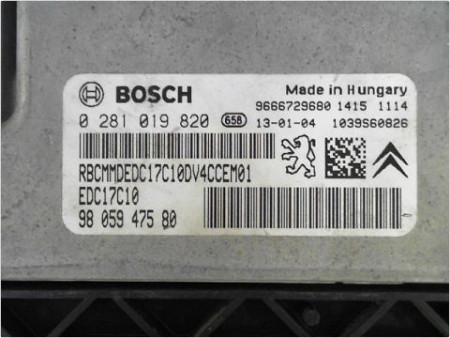 BOSCH Made in Hungary
9666729680 1415 1114
0 281 019 820 658 13-01-04 1039S60826
RBCMMDEDC17C10DV4CCEM01
EDC17C10
98 059 475 80